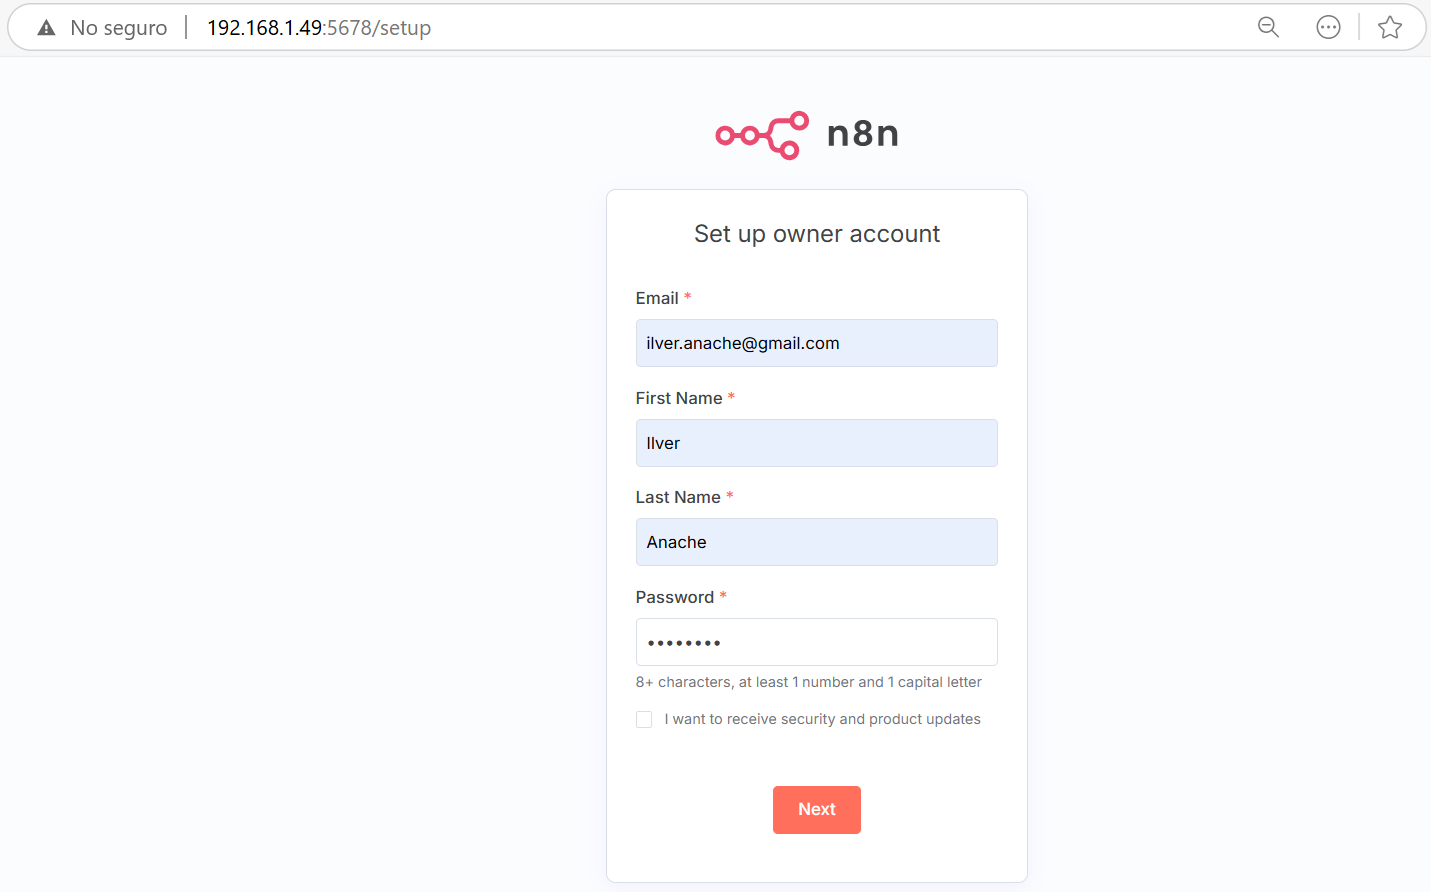 No seguro | 192.168.1.49:5678/setup
n8n
Set up owner account
Email *
ilver.anache@gmail.com
First Name *
Ilver
Last Name *
Anache
Password *
••••••••
8+ characters, at least 1 number and 1 capital letter
I want to receive security and product updates
Next